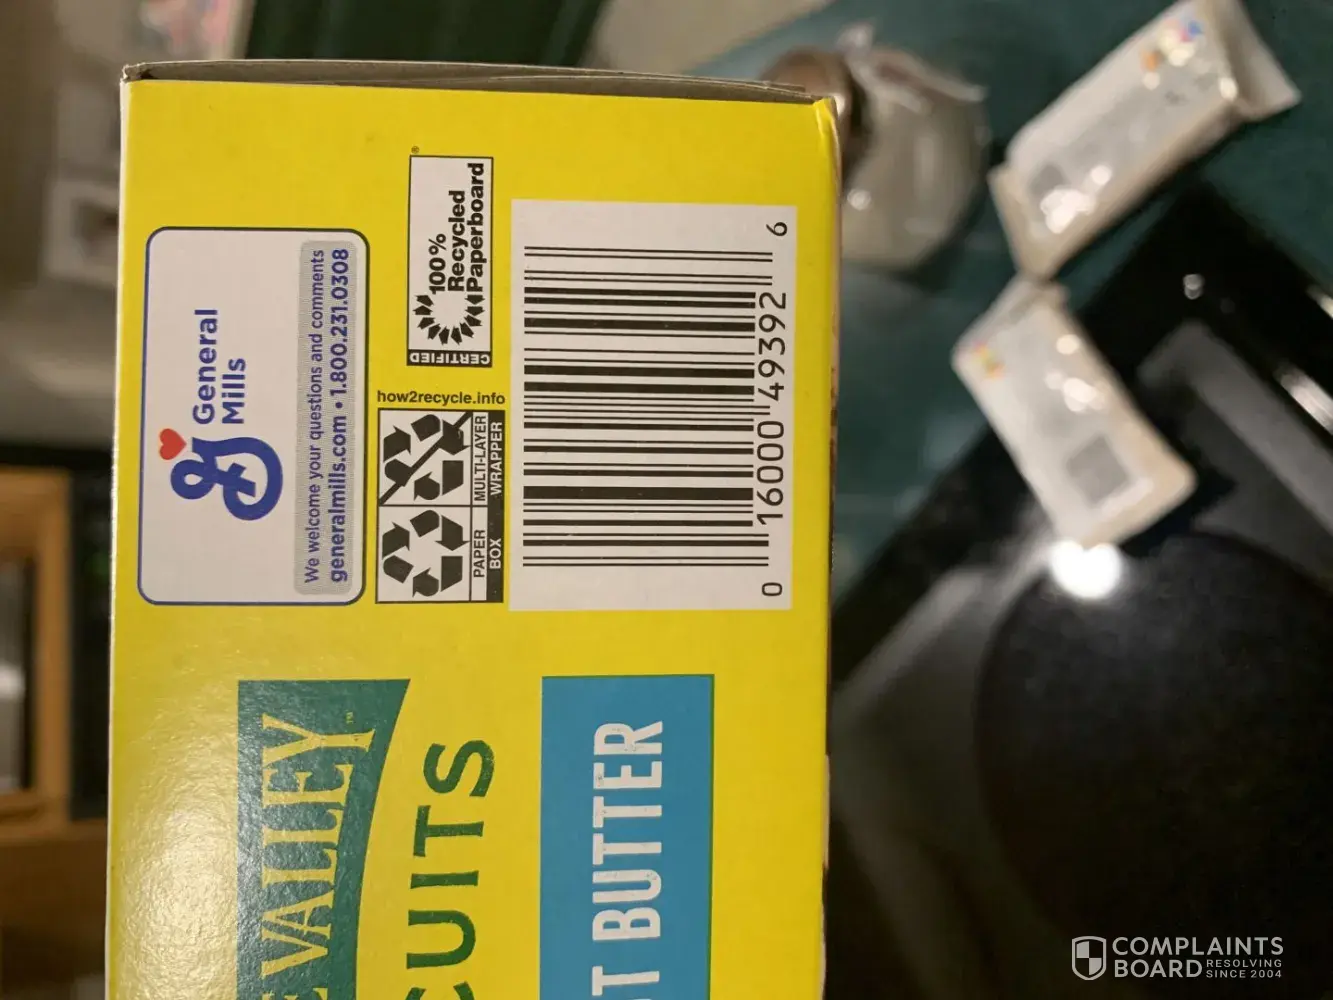 General
Mills
We welcome your questions and comments
generalmills.com • 1.800.231.0308
100%
Recycled
Paperboard
®
CERTIFIED
how2recycle.info
PAPER
BOX
MULTI-LAYER
WRAPPER
0 16000 49392 6
E VALLEY™
CUITS
T BUTTER
COMPLAINTS
BOARD RESOLVING
SINCE 2004